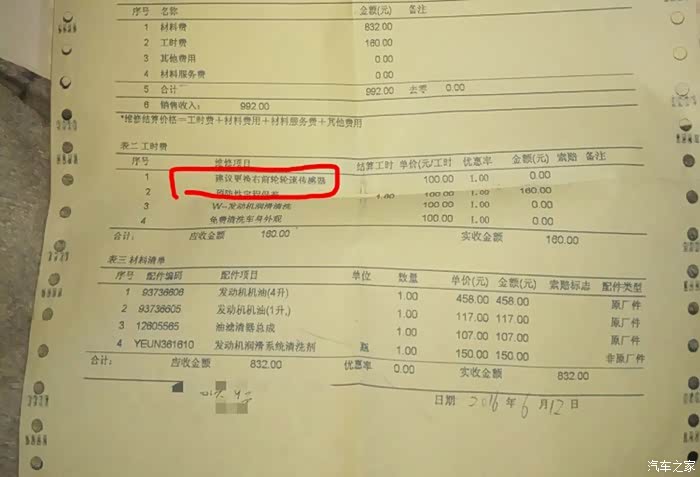 序号 名称 金额(元) 备注
1 材料费 832.00
2 工时费 160.00
3 其他费用 0.00
4 材料服务费 0.00
5 合计 992.00 去零 0.00
6 销售收入: 992.00
*维修结算价格=工时费+材料费用+材料服务费+其他费用
表二 工时费
序号 维修项目 结算工时 单价(元/工时) 优惠率 金额(元) 索赔 备注
1 建议更换右前轮轮速传感器 100.00 1.00 0.00
2 预防性定程保养 1.60 100.00 1.00 160.00
3 W-发动机润滑清洗 100.00 1.00 0.00
4 免费清洗车身外观 100.00 1.00 0.00
合计: 应收金额 160.00 实收金额 160.00
表三 材料清单
序号 配件编码 配件项目 单位 数量 单价(元) 金额(元) 索赔标志 配件类型
1 93736606 发动机机油(4升) 1.00 458.00 458.00 原厂件
2 93736605 发动机机油(1升,) 1.00 117.00 117.00 原厂件
3 12605565 油滤清器总成 1.00 107.00 107.00 原厂件
4 YEUN361610 发动机润滑系统清洗剂 瓶 1.00 150.00 150.00 非原厂件
合计: 应收金额 832.00 优惠率 0.00 实收金额 832.00
日期: 2016 年 6 月 12 日
汽车之家